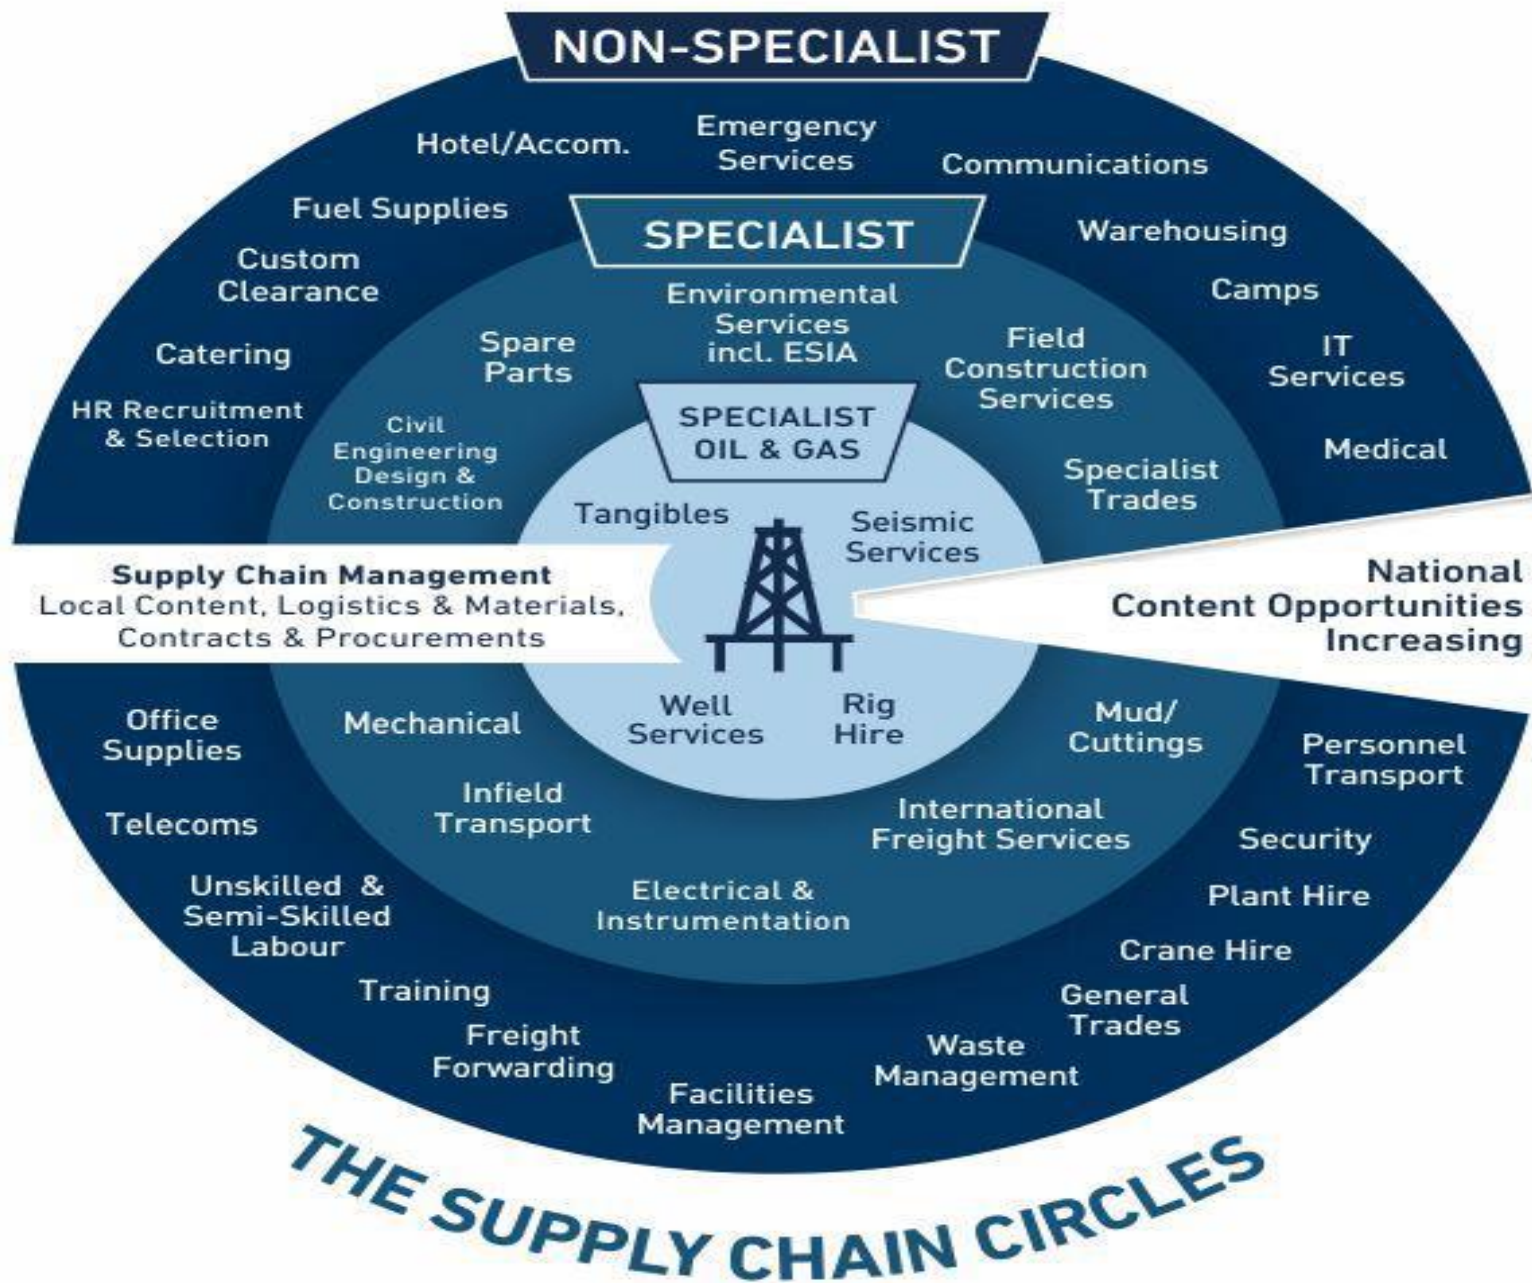 NON-SPECIALIST
Hotel/Accom.
Emergency
Services
Communications
Fuel Supplies
Warehousing
Custom
Clearance
Camps
Catering
IT
Services
HR Recruitment
& Selection
Medical
SPECIALIST
Environmental
Services
incl. ESIA
Spare
Parts
Field
Construction
Services
Civil
Engineering
Design &
Construction
Specialist
Trades
SPECIALIST
OIL & GAS
Tangibles
Seismic
Services
Supply Chain Management
Local Content, Logistics & Materials,
Contracts & Procurements
National
Content Opportunities
Increasing
Well
Services
Rig
Hire
Mechanical
Mud/
Cuttings
Infield
Transport
International
Freight Services
Electrical &
Instrumentation
Office
Supplies
Personnel
Transport
Telecoms
Security
Unskilled &
Semi-Skilled
Labour
Plant Hire
Crane Hire
Training
General
Trades
Freight
Forwarding
Waste
Management
Facilities
Management
THE SUPPLY CHAIN CIRCLES